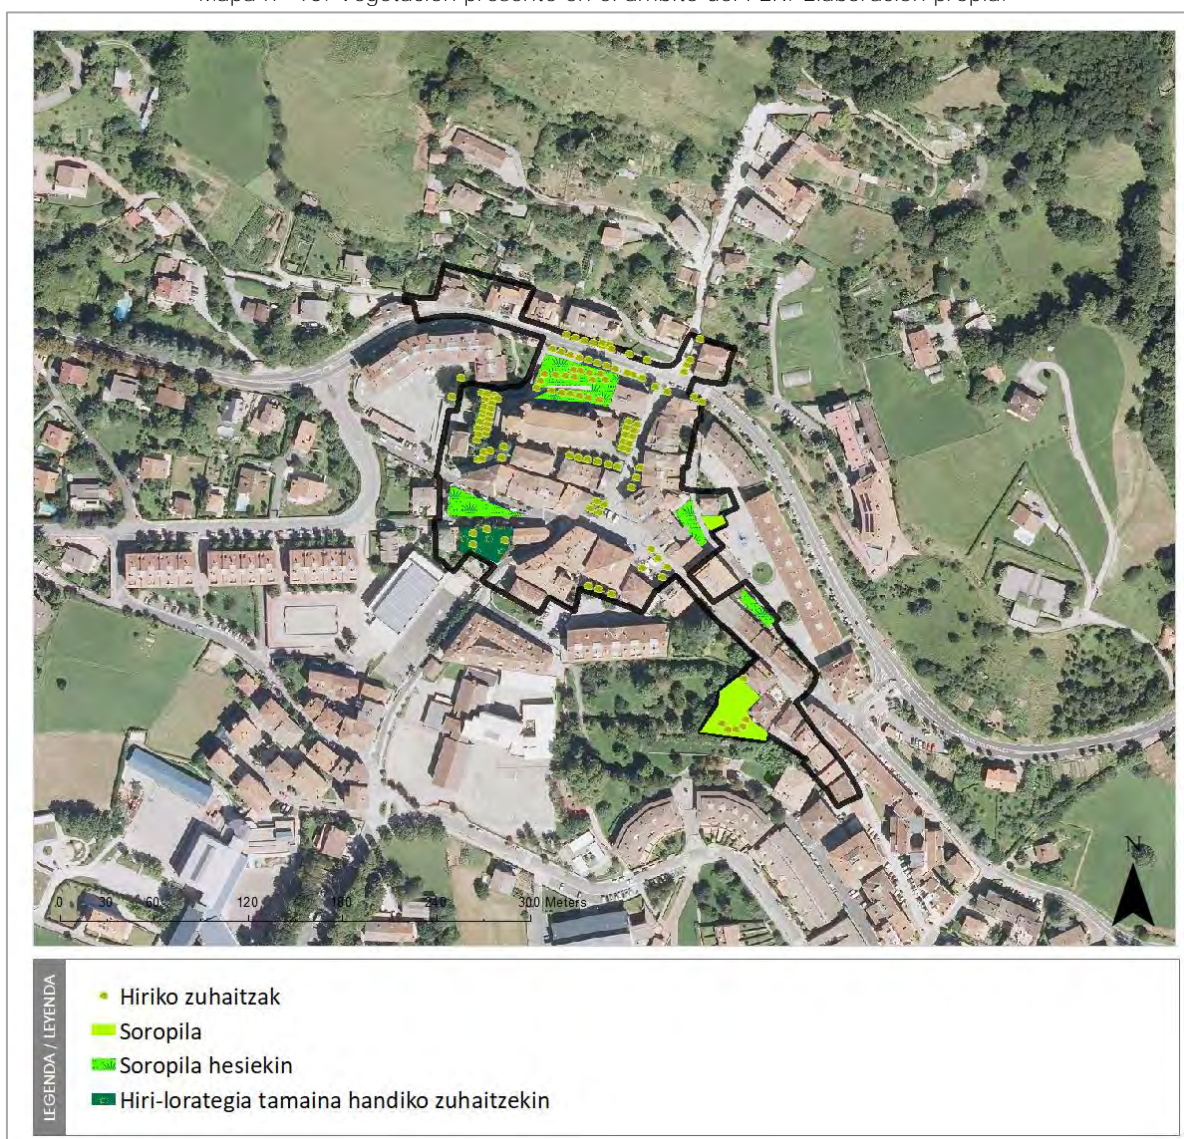 0 30 60 120 180 240 300 Meters
N
LEGENDA / LEYENDA
Hiriko zuhaitzak
Soropila
Soropila hesiekin
Hiri-lorategia tamaina handiko zuhaitzekin